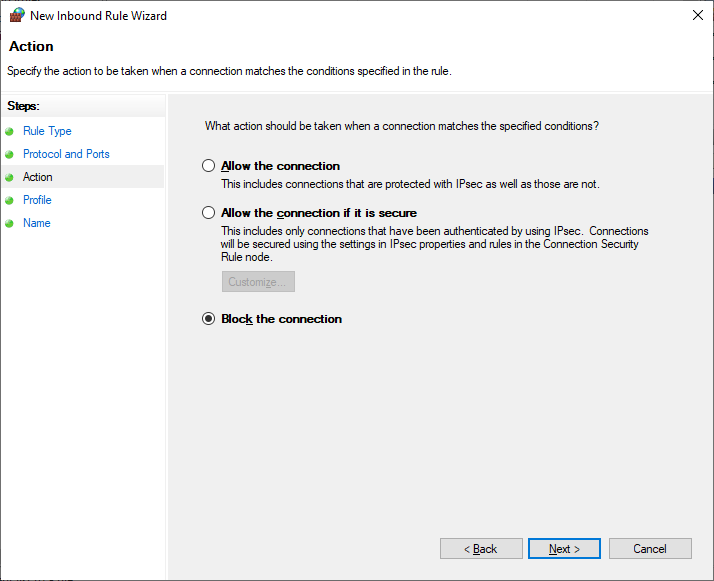 New Inbound Rule Wizard
Action
Specify the action to be taken when a connection matches the conditions specified in the rule.
Steps:
Rule Type
Protocol and Ports
Action
Profile
Name
What action should be taken when a connection matches the specified conditions?
Allow the connection
This includes connections that are protected with IPsec as well as those are not.
Allow the connection if it is secure
This includes only connections that have been authenticated by using IPsec. Connections
will be secured using the settings in IPsec properties and rules in the Connection Security
Rule node.
Customize...
Block the connection
< Back
Next >
Cancel